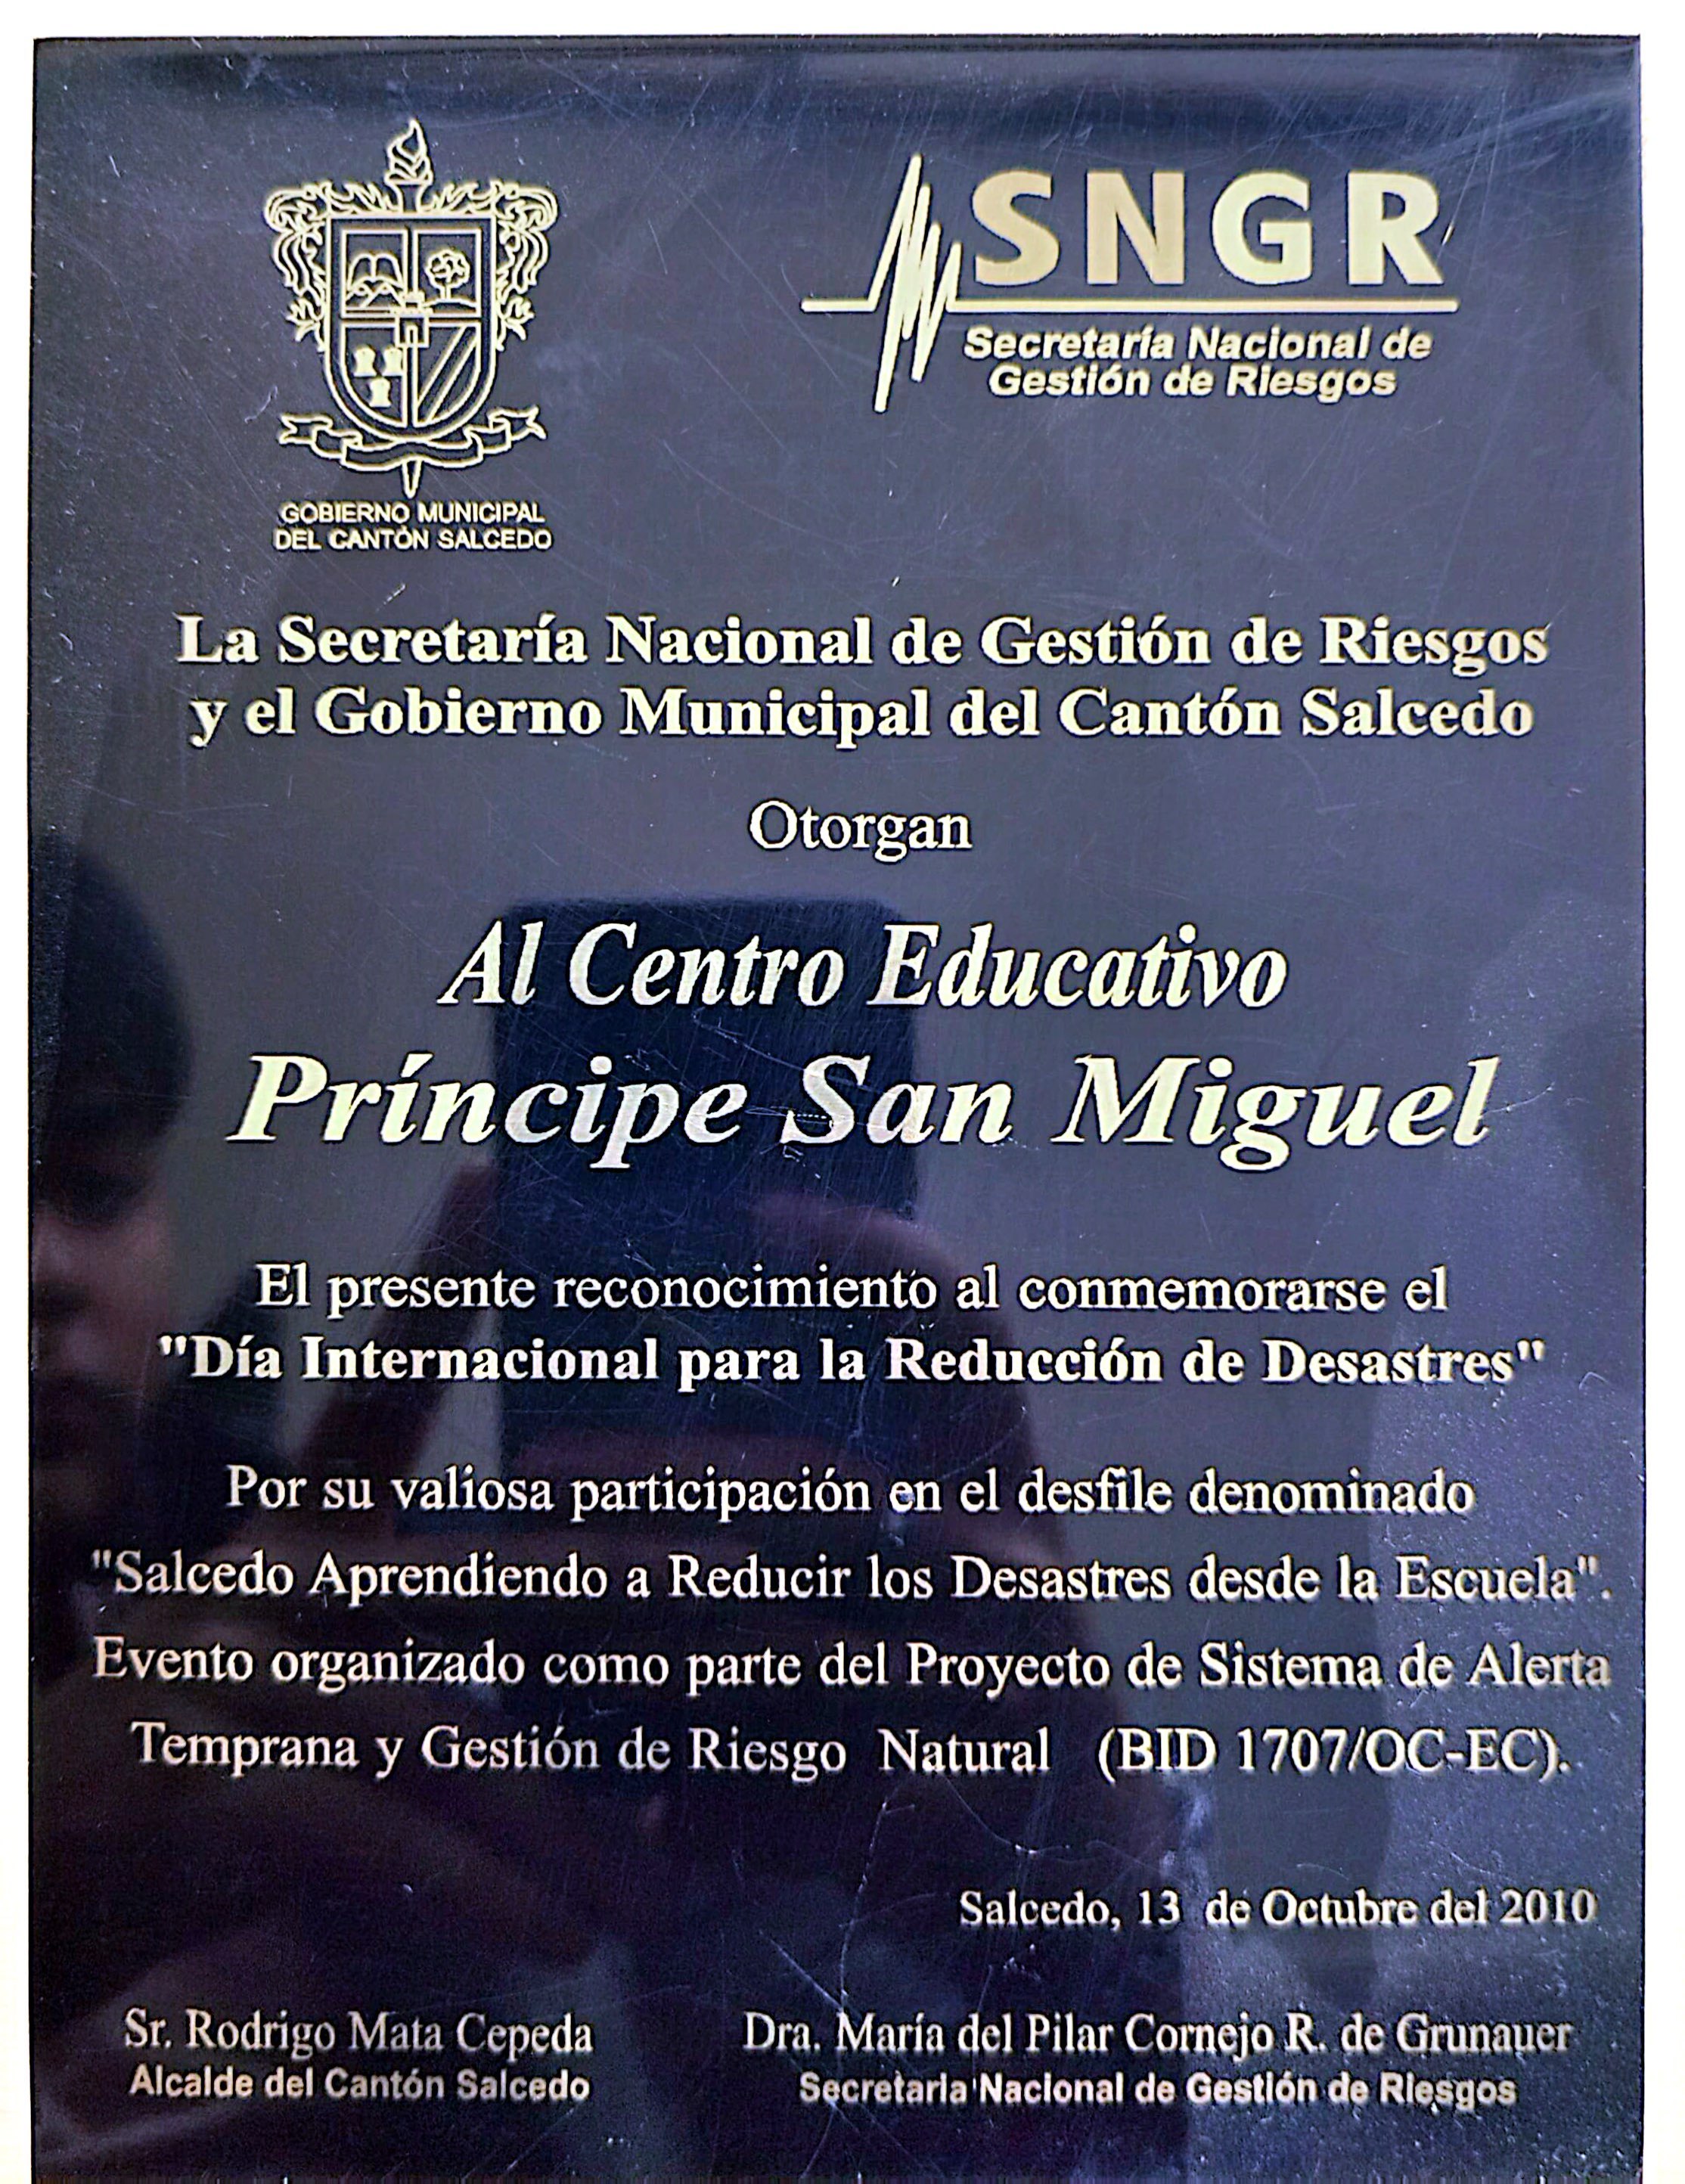 SNGR
Secretaría Nacional de
Gestión de Riesgos
GOBIERNO MUNICIPAL
DEL CANTÓN SALCEDO
La Secretaría Nacional de Gestión de Riesgos
y el Gobierno Municipal del Cantón Salcedo
Otorgan
Al Centro Educativo
Príncipe San Miguel
El presente reconocimiento al conmemorarse el
"Día Internacional para la Reducción de Desastres"
Por su valiosa participación en el desfile denominado
"Salcedo Aprendiendo a Reducir los Desastres desde la Escuela".
Evento organizado como parte del Proyecto de Sistema de Alerta
Temprana y Gestión de Riesgo Natural (BID 1707/OC-EC).
Salcedo, 13 de Octubre del 2010
Sr. Rodrigo Mata Cepeda
Alcalde del Cantón Salcedo
Dra. María del Pilar Cornejo R. de Grunauer
Secretaria Nacional de Gestión de Riesgos